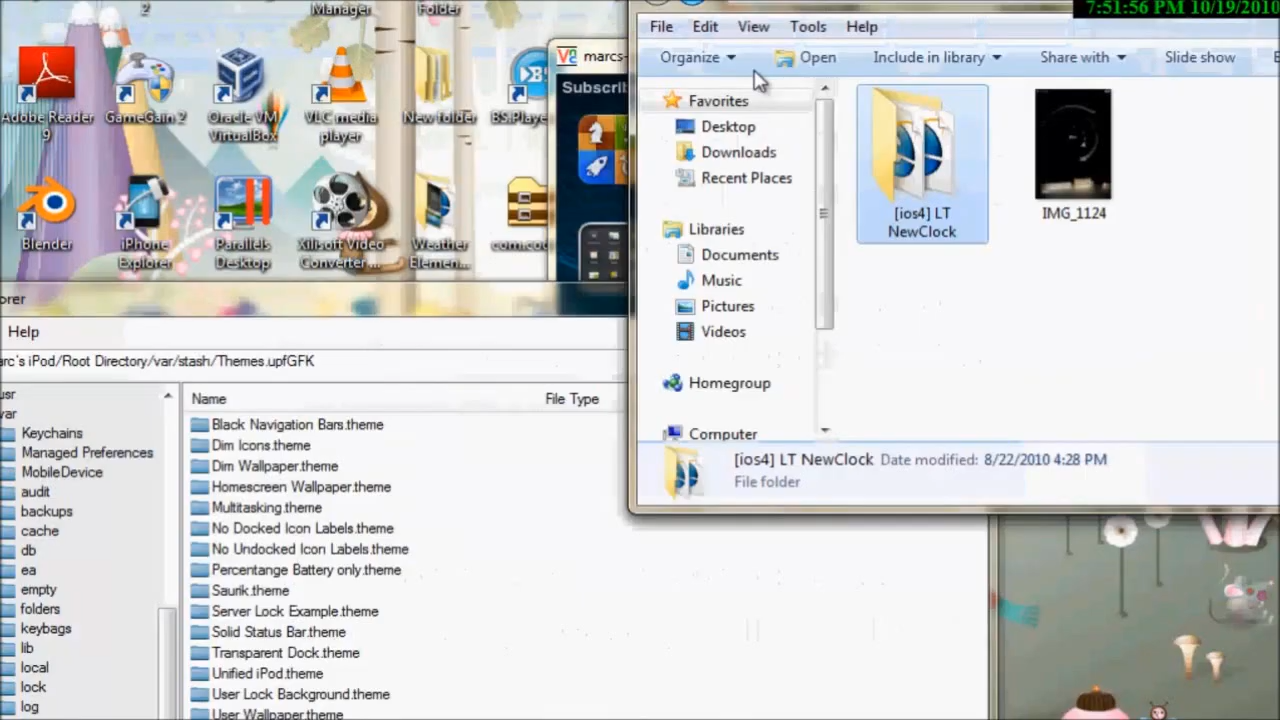 7:51:56 PM 10/19/2010
2
Manager
Folder
Adobe Reader
9
GameGain 2
Oracle VM
VirtualBox
VLC media
player
New folder
BS.Player
Blender
iPhone
Explorer
Parallels
Desktop
Xilisoft Video
Converter ...
Weather
Elemen...
marcs-
Subscrib
File Edit View Tools Help
Organize Open Include in library Share with Slide show
Favorites
Desktop
Downloads
Recent Places
Libraries
Documents
Music
Pictures
Videos
Homegroup
Computer
[ios4] LT
NewClock
IMG_1124
[ios4] LT NewClock Date modified: 8/22/2010 4:28 PM
File folder
orer
Help
rc's iPod/Root Directory/var/stash/Themes.upfGFK
usr
var
Keychains
Managed Preferences
MobileDevice
audit
backups
cache
db
ea
empty
folders
keybags
lib
local
lock
log
Name File Type
Black Navigation Bars.theme
Dim Icons.theme
Dim Wallpaper.theme
Homescreen Wallpaper.theme
Multitasking.theme
No Docked Icon Labels.theme
No Undocked Icon Labels.theme
Percentange Battery only.theme
Saurik.theme
Server Lock Example.theme
Solid Status Bar.theme
Transparent Dock.theme
Unified iPod.theme
User Lock Background.theme
User Wallpaper.theme